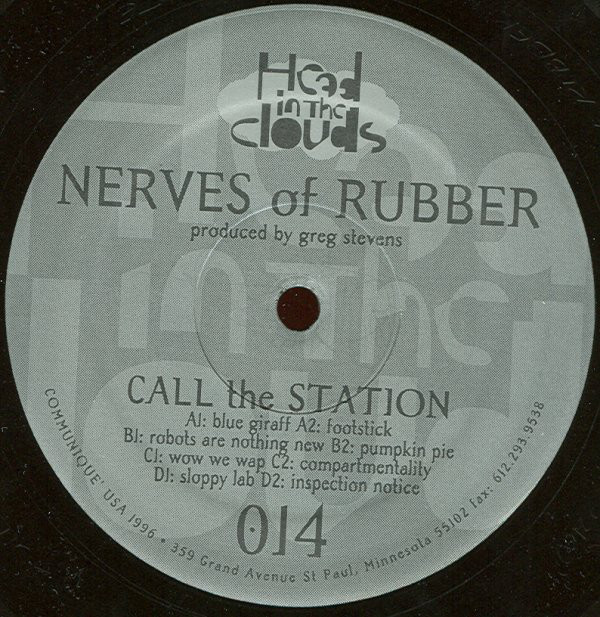 Head
in The
clouds
NERVES of RUBBER
produced by greg stevens
CALL the STATION
A1: blue giraff A2: footstick
B1: robots are nothing new B2: pumpkin pie
C1: wow we wap C2: compartmentality
D1: sloppy lab D2: inspection notice
014
COMMUNIQUE' USA 1996 • 359 Grand Avenue St Paul, Minnesota 55102 fax: 612.293.9538